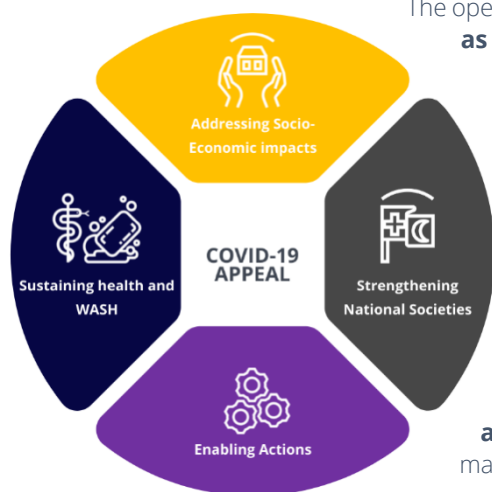 The ope
as
Addressing Socio-
Economic impacts
Sustaining health and
WASH
COVID-19
APPEAL
Strengthening
National Societies
Enabling Actions
a
ma